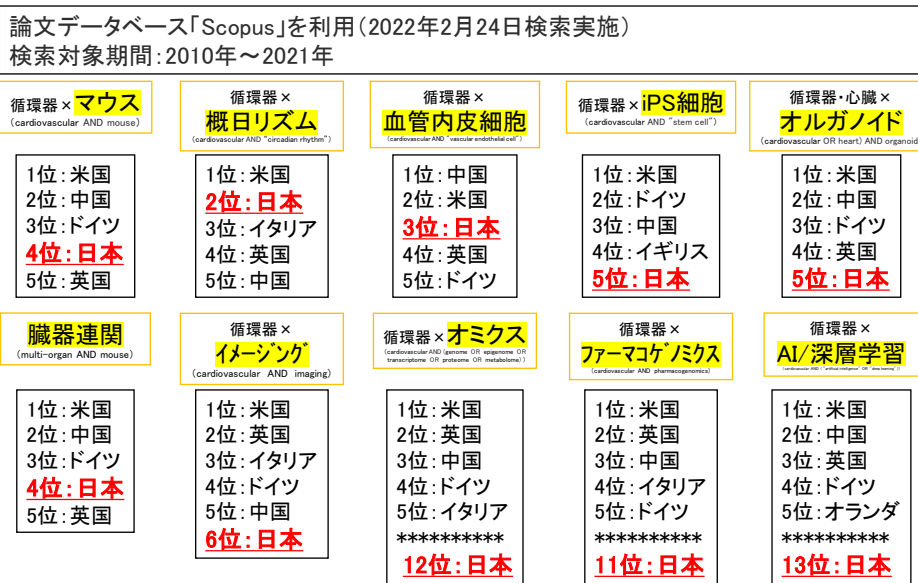 論文データベース「Scopus」を利用（2022年2月24日検索実施）
検索対象期間：2010年～2021年
循環器×マウス
(cardiovascular AND mouse)
1位：米国
2位：中国
3位：ドイツ
4位：日本
5位：英国
循環器×
概日リズム
(cardiovascular AND "circadian rhythm")
1位：米国
2位：日本
3位：イタリア
4位：英国
5位：中国
循環器×
血管内皮細胞
(cardiovascular AND "vascular endothelial cell")
1位：中国
2位：米国
3位：日本
4位：英国
5位：ドイツ
循環器×iPS細胞
(cardiovascular AND "stem cell")
1位：米国
2位：ドイツ
3位：中国
4位：イギリス
5位：日本
循環器・心臓×
オルガノイド
(cardiovascular OR heart) AND organoid
1位：米国
2位：中国
3位：ドイツ
4位：英国
5位：日本
臓器連関
(multi-organ AND mouse)
1位：米国
2位：中国
3位：ドイツ
4位：日本
5位：英国
循環器×
イメージング
(cardiovascular AND imaging)
1位：米国
2位：英国
3位：イタリア
4位：ドイツ
5位：中国
6位：日本
循環器×オミクス
(cardiovascular AND (genome OR epigenome OR
transcriptome OR proteome OR metabolome))
1位：米国
2位：英国
3位：中国
4位：ドイツ
5位：イタリア
**********
12位：日本
循環器×
ファーマコゲノミクス
(cardiovascular AND pharmacogenomics)
1位：米国
2位：英国
3位：中国
4位：イタリア
5位：ドイツ
**********
11位：日本
循環器×
AI/深層学習
(cardiovascular AND ("artificial intelligence" OR "deep learning"))
1位：米国
2位：中国
3位：英国
4位：ドイツ
5位：オランダ
**********
13位：日本